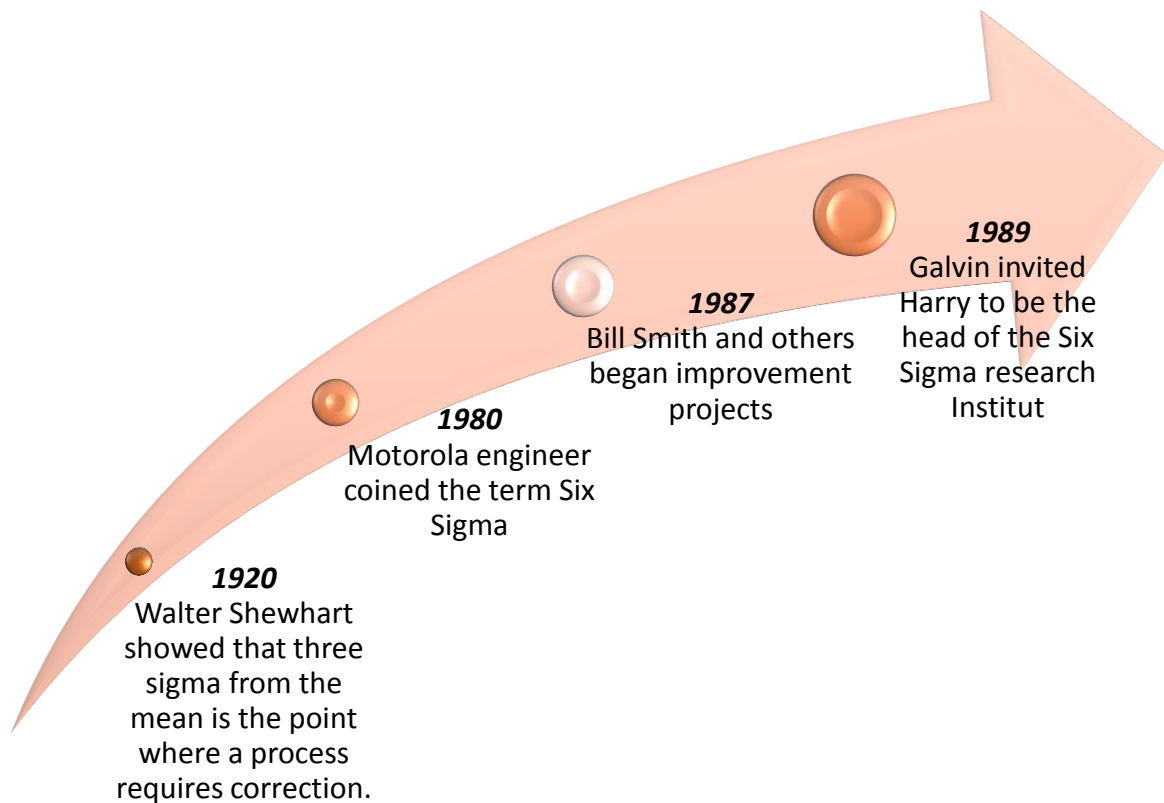 1920
Walter Shewhart
showed that three
sigma from the
mean is the point
where a process
requires correction.
1980
Motorola engineer
coined the term Six
Sigma
1987
Bill Smith and others
began improvement
projects
1989
Galvin invited
Harry to be the
head of the Six
Sigma research
Institut